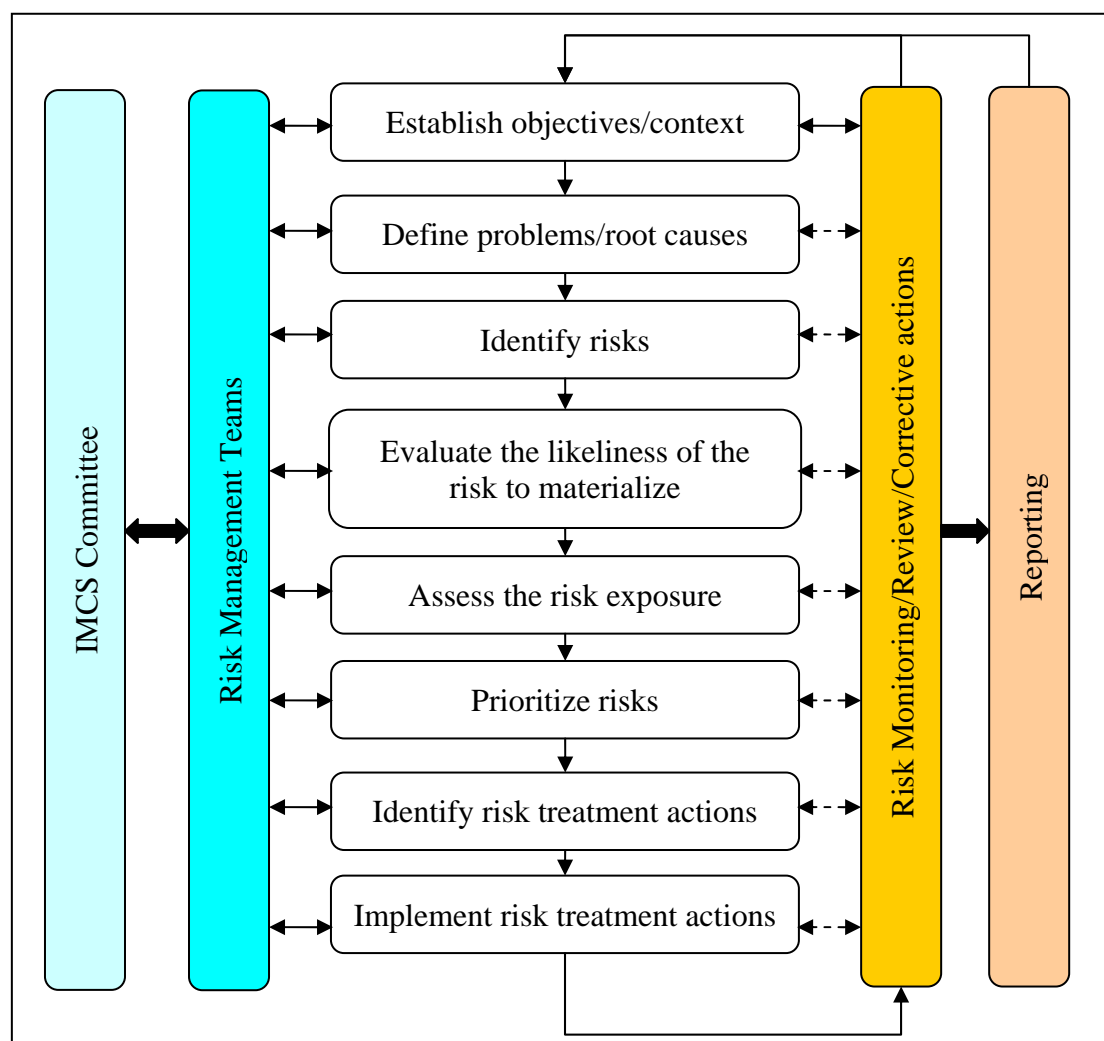 IMCS Committee
Risk Management Teams
Establish objectives/context
Define problems/root causes
Identify risks
Evaluate the likeliness of the
risk to materialize
Assess the risk exposure
Prioritize risks
Identify risk treatment actions
Implement risk treatment actions
Risk Monitoring/Review/Corrective actions
Reporting